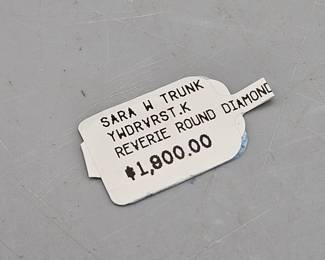 SARA W TRUNK
YWDRVRST.K
REVERIE ROUND DIAMOND
$1,800.00